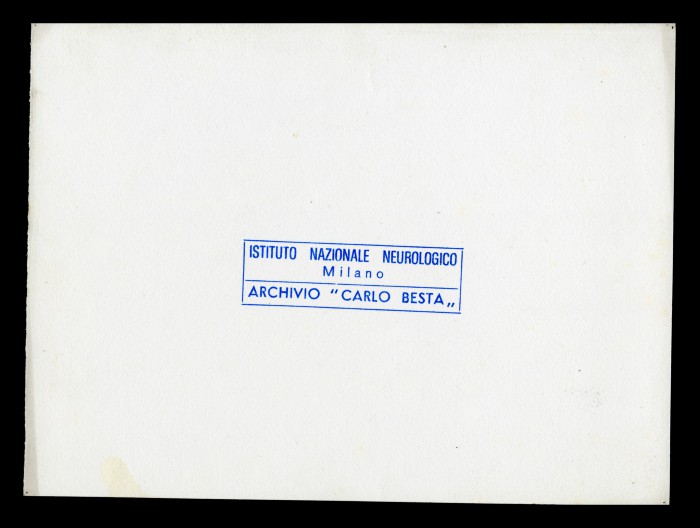 ISTITUTO NAZIONALE NEUROLOGICO
Milano
ARCHIVIO "CARLO BESTA„